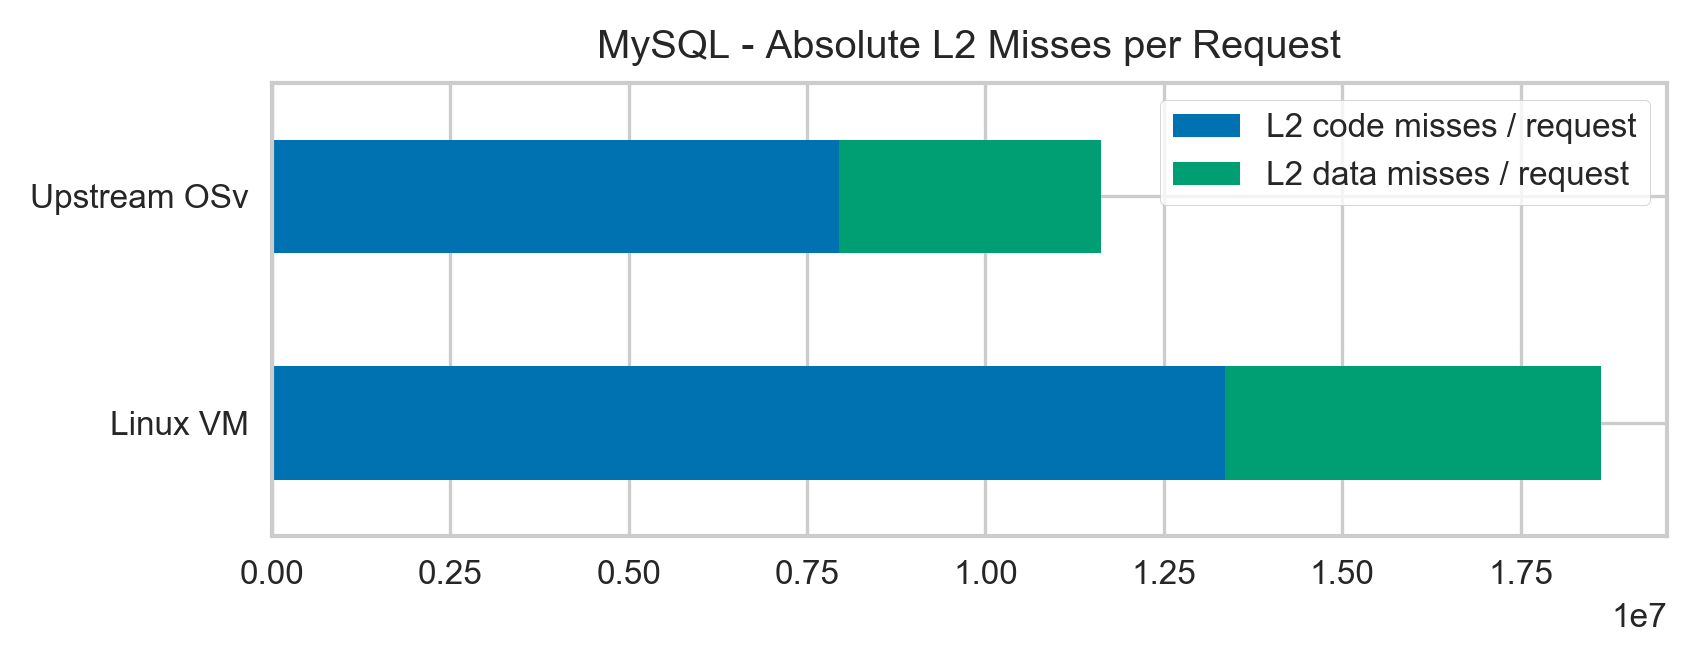 MySQL - Absolute L2 Misses per Request
L2 code misses / request
L2 data misses / request
Upstream OSv
Linux VM
0.00 0.25 0.50 0.75 1.00 1.25 1.50 1.75
1e7